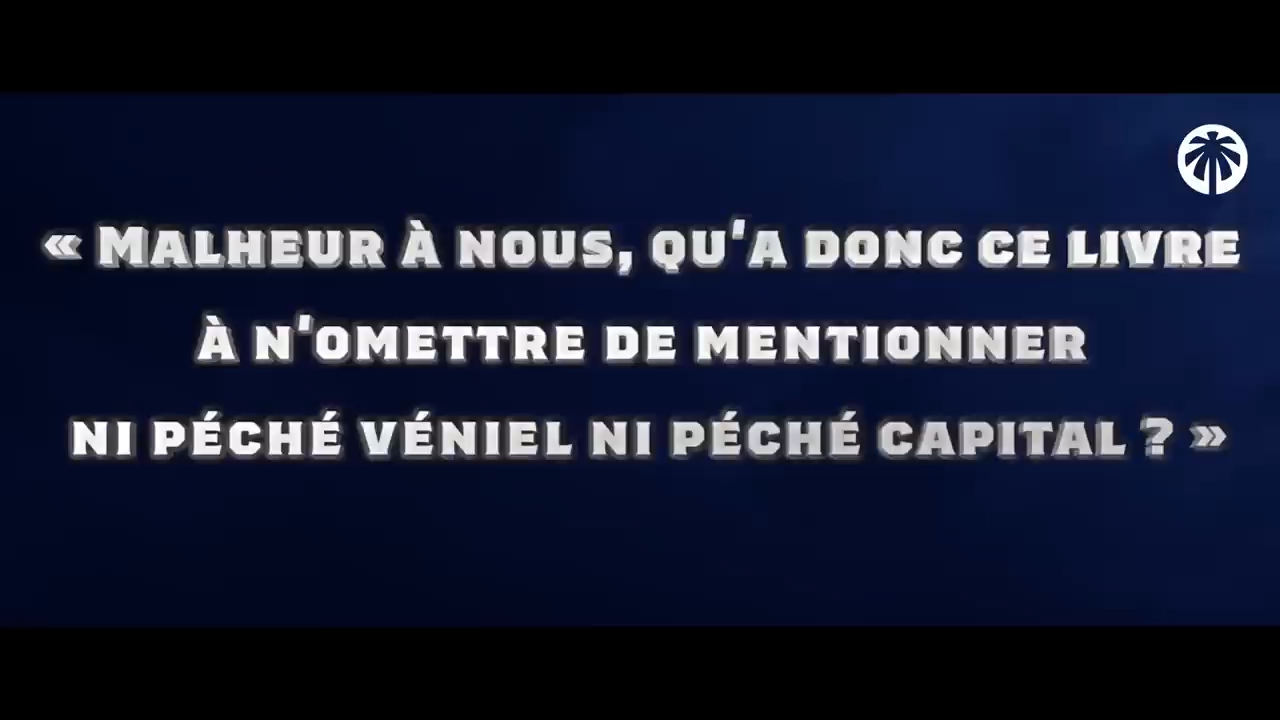 « Malheur à nous, qu'a donc ce livre
à n'omettre de mentionner
ni péché véniel ni péché capital ? »